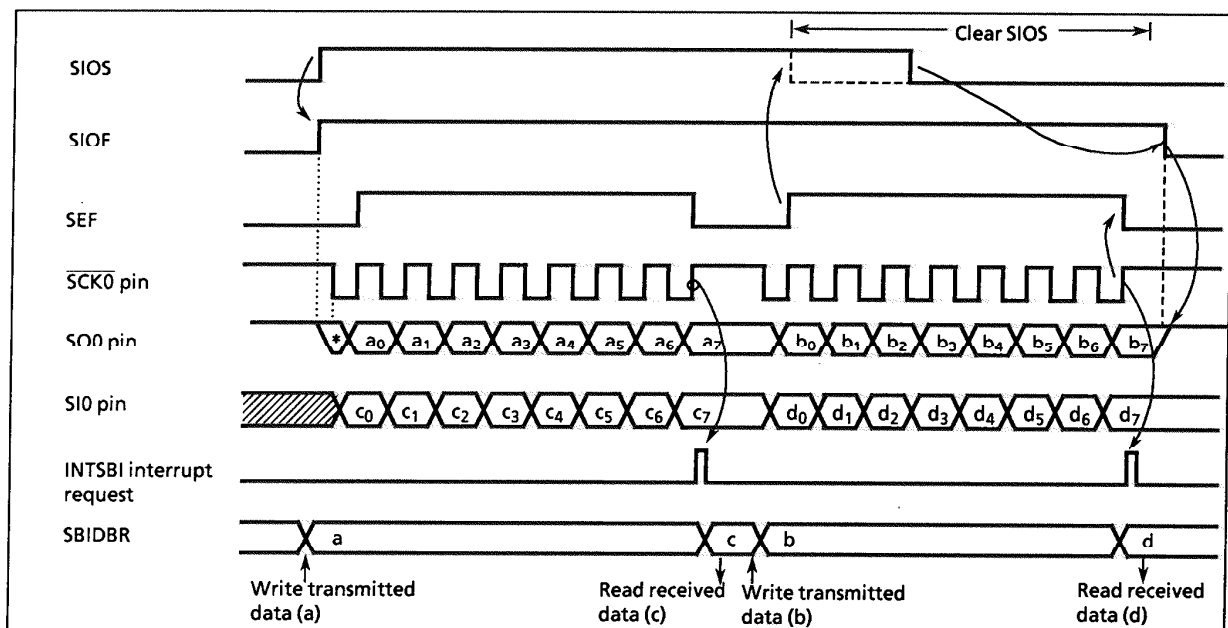 Clear SIOS
SIOS
SIOF
SEF
SCK0 pin
SO0 pin
* a0 a1 a2 a3 a4 a5 a6 a7 b0 b1 b2 b3 b4 b5 b6 b7
SI0 pin
c0 c1 c2 c3 c4 c5 c6 c7 d0 d1 d2 d3 d4 d5 d6 d7
INTSBI interrupt
request
SBIDBR
a c b d
Write transmitted
data (a)
Read received
data (c)
Write transmitted
data (b)
Read received
data (d)